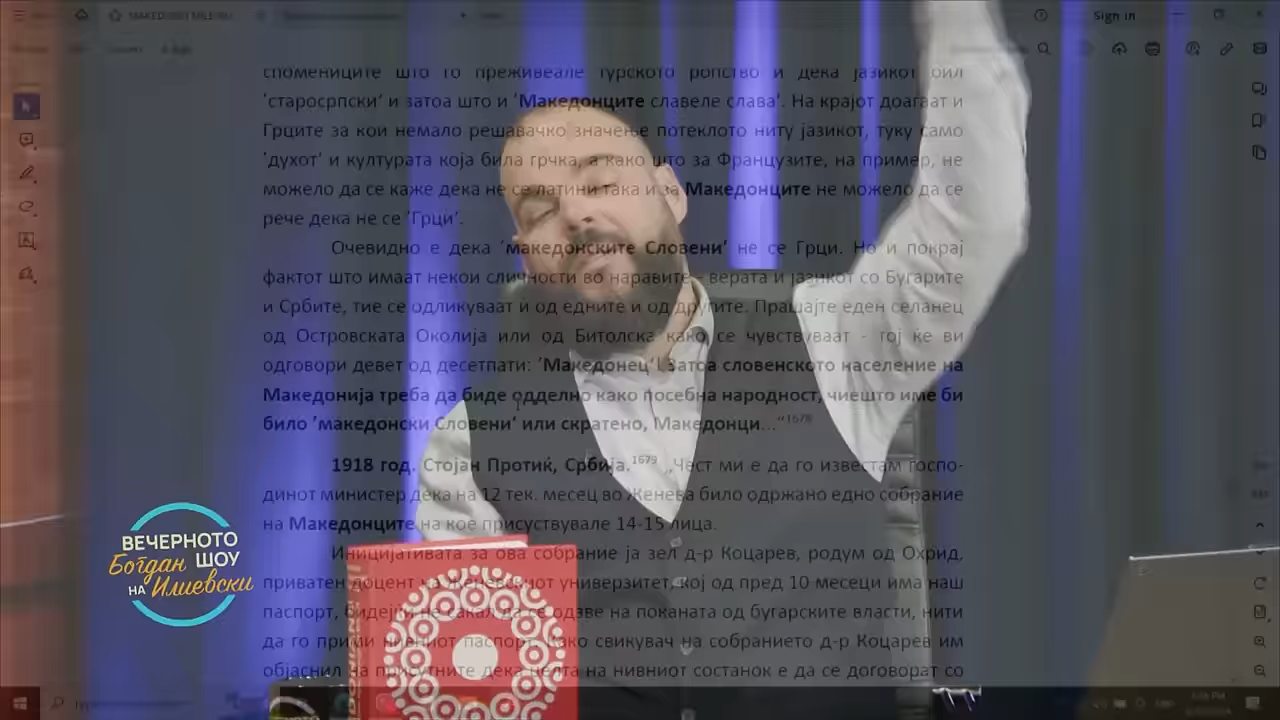 MAKEDONSKI MILENI...
Sign in
спомениците што го преживеале турското ропство и дека јазикот бил
'старосрпски' и затоа што и 'Македонците славеле слава'. На крајот доаѓаат и
Грците за кои немало решавачко значење потеклото ниту јазикот, туку само
'духот' и културата која била грчка, а како што за Французите, на пример, не
можело да се каже дека не се латини така и за Македонците не можело да се
рече дека не се 'Грци'.
Очевидно е дека 'македонските Словени' не се Грци. Но и покрај
фактот што имаат некои сличности во наравите - верата и јазикот со Бугарите
и Србите, тие се одликуваат и од едните и од другите. Прашајте еден селанец
од Островската Околија или од Битолска како се чувствуваат - тој ќе ви
одговори девет од десетпати: 'Македонец'! Затоа словенското население на
Македонија треба да биде одделно како посебна народност, чиешто име би
било 'македонски Словени' или скратено, Македонци...“1678
1918 год. Стојан Протиќ, Србија.1679 „Чест ми е да го известам госпо-
динот министер дека на 12 тек. месец во Женева било одржано едно собрание
на Македонците на кое присуствувале 14-15 лица.
Иницијативата за ова собрание ја зел д-р Коцарев, родум од Охрид,
приватен доцент на Женевскиот универзитет, кој од пред 10 месеци има наш
паспорт, бидејќи не сакал да се одзве на поканата од бугарските власти, нити
да го прими нивниот паспорт. Како свикувач на собранието д-р Коцарев им
објаснил на присутните дека целта на нивниот состанок е да се договорат со
ВЕЧЕРНОТО
ШОУ
НА
Богдан
Илиевски